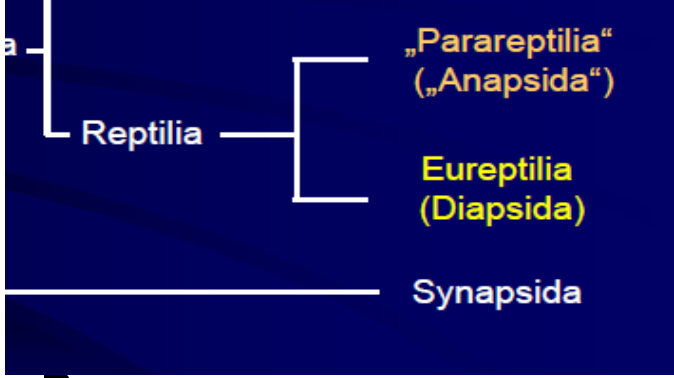 „Parareptilia“
(„Anapsida“)
a
Reptilia
Eureptilia
(Diapsida)
Synapsida